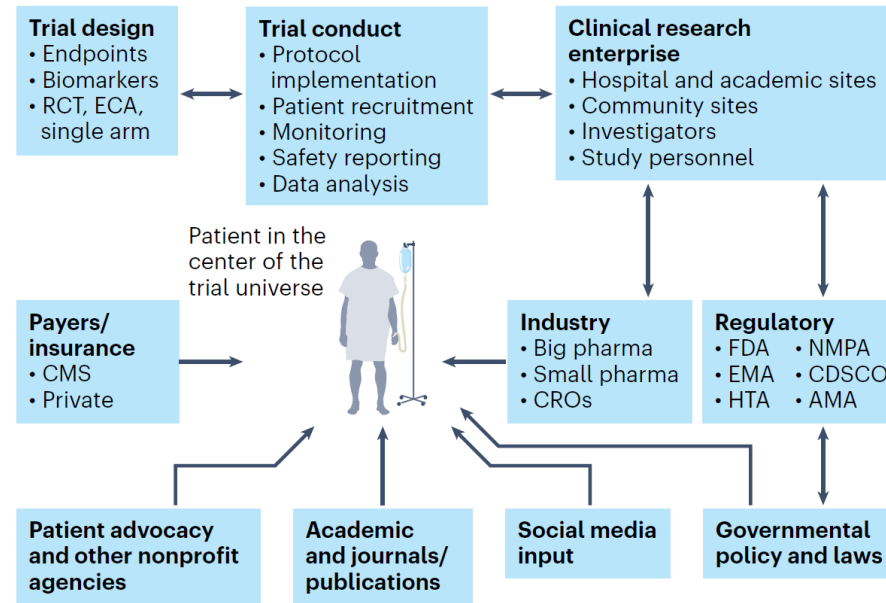 Trial design
• Endpoints
• Biomarkers
• RCT, ECA,
single arm
Trial conduct
• Protocol
implementation
• Patient recruitment
• Monitoring
• Safety reporting
• Data analysis
Clinical research
enterprise
• Hospital and academic sites
• Community sites
• Investigators
• Study personnel
Patient in the
center of the
trial universe
Payers/
insurance
• CMS
• Private
Industry
• Big pharma
• Small pharma
• CROs
Regulatory
• FDA • NMPA
• EMA • CDSCO
• HTA • AMA
Patient advocacy
and other nonprofit
agencies
Academic
and journals/
publications
Social media
input
Governmental
policy and laws